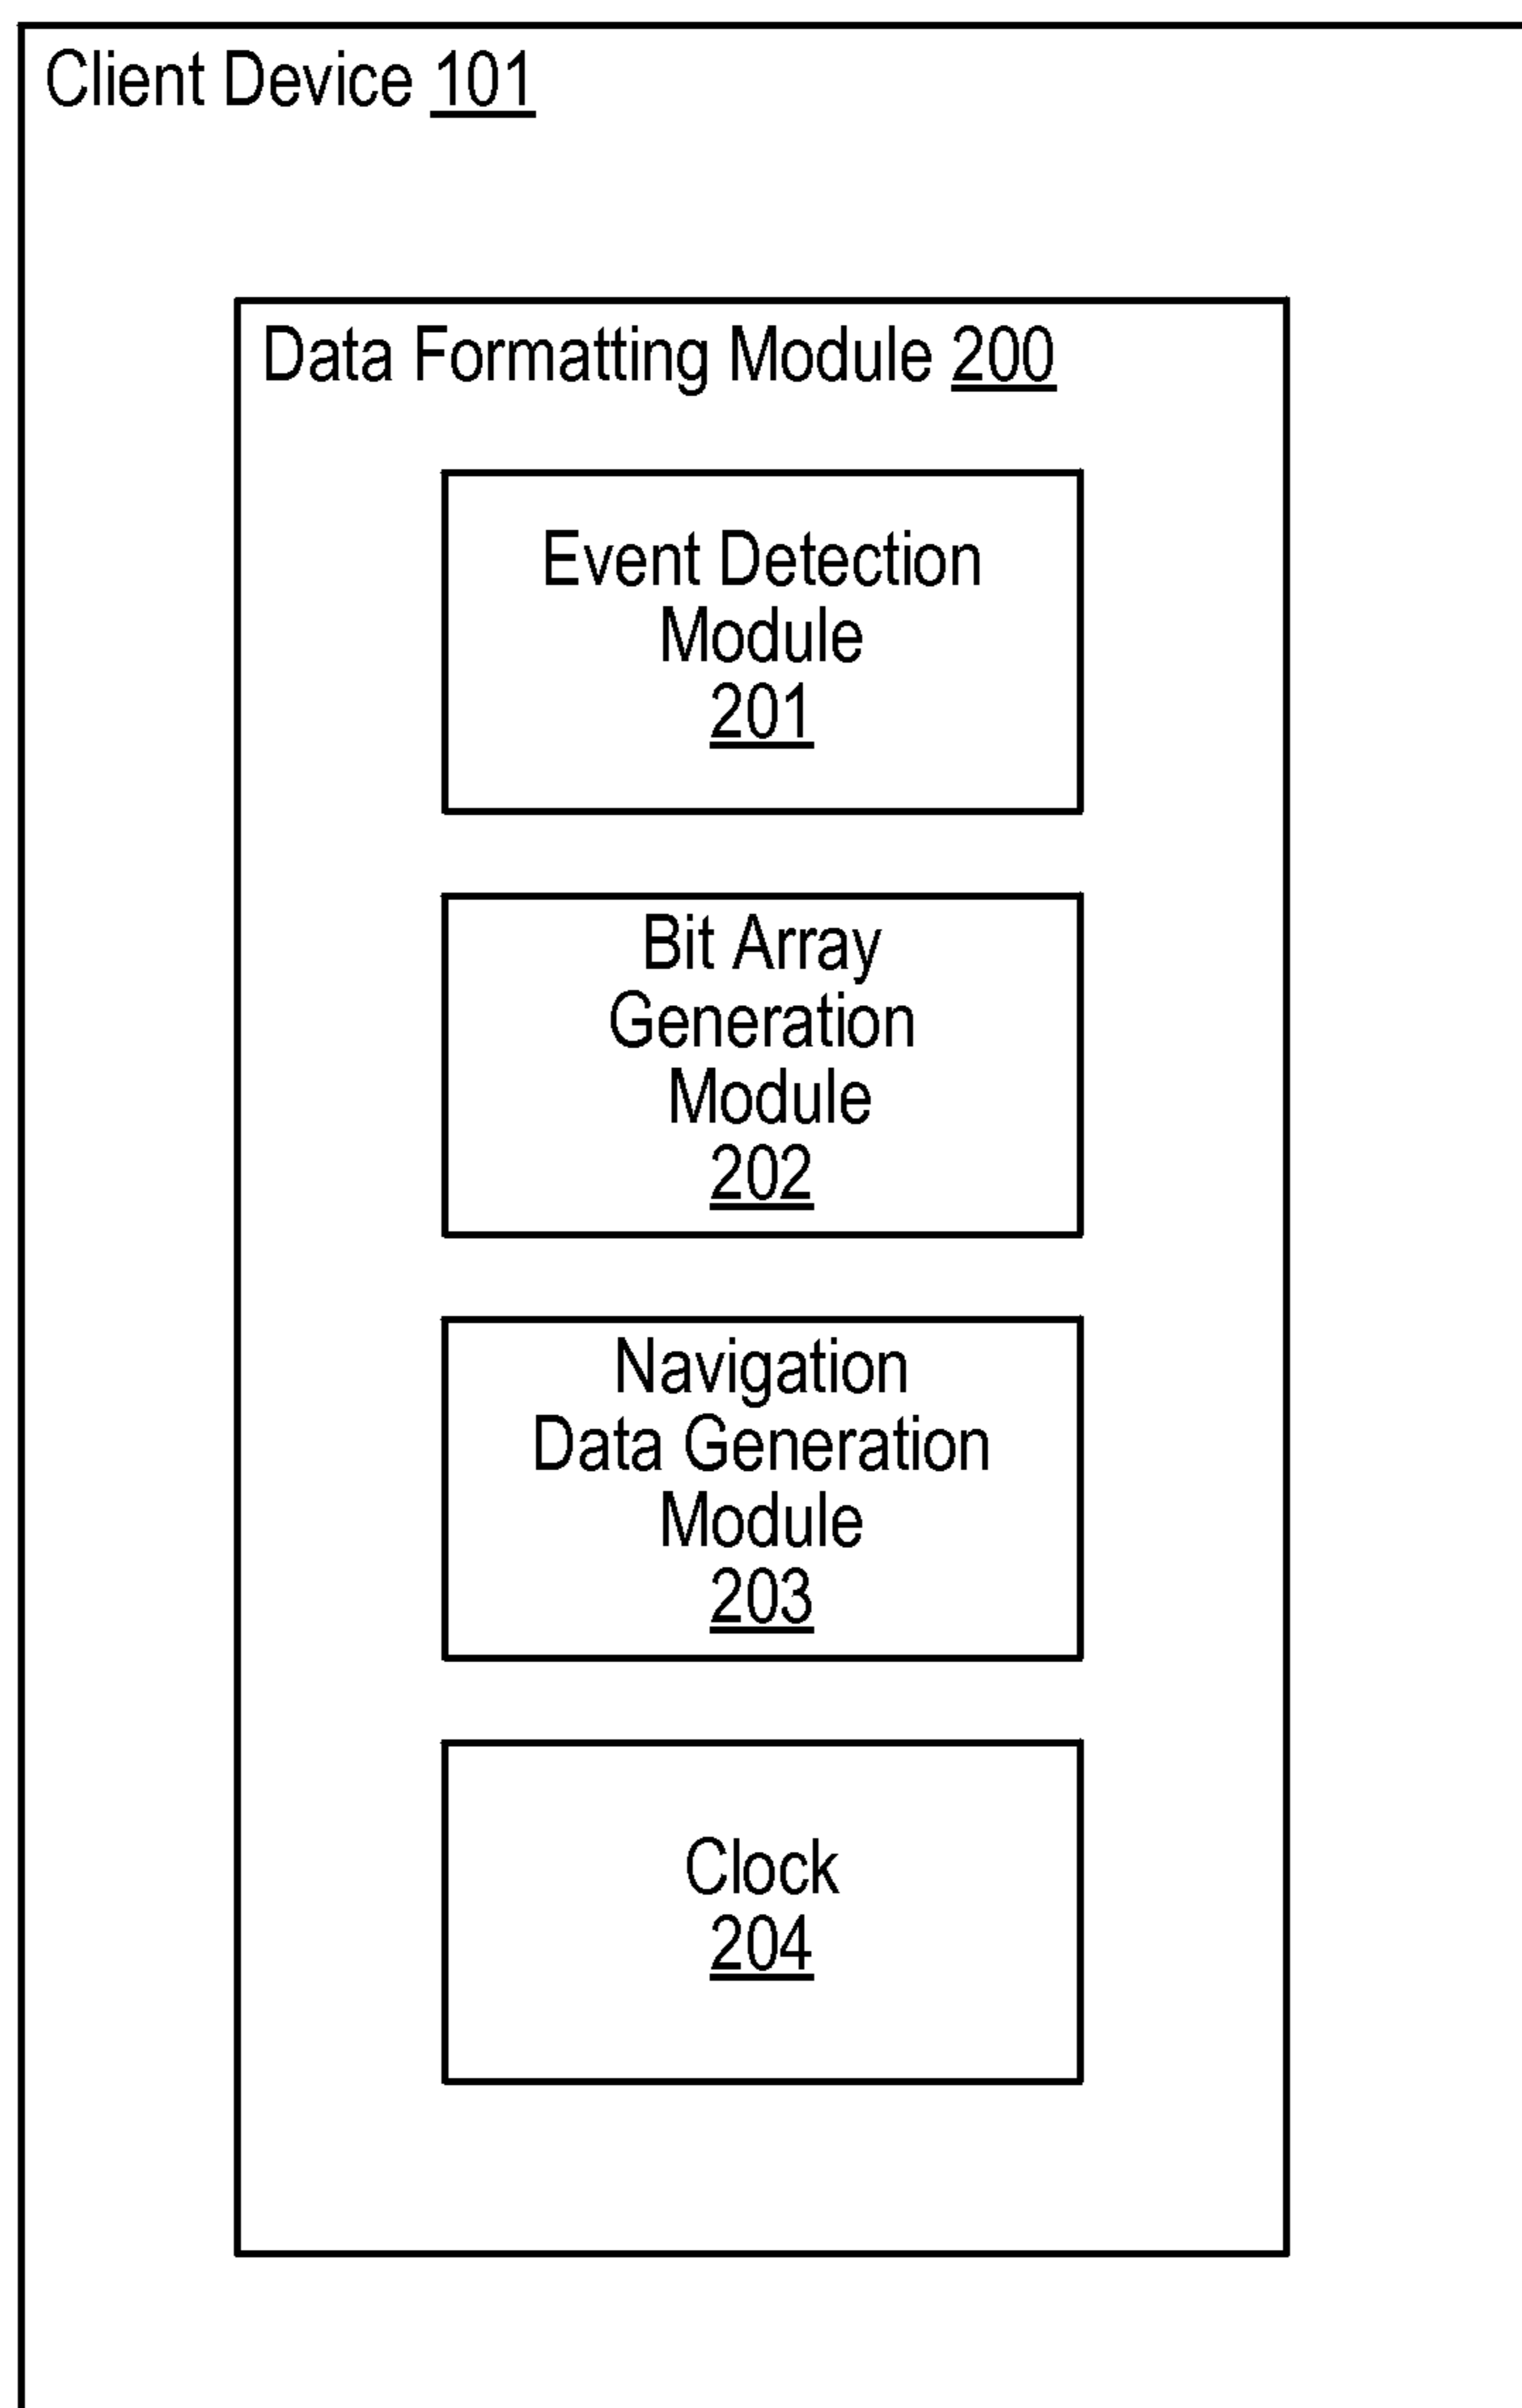 Client Device 101
Data Formatting Module 200
Event Detection
Module
201
Bit Array
Generation
Module
202
Navigation
Data Generation
Module
203
Clock
204